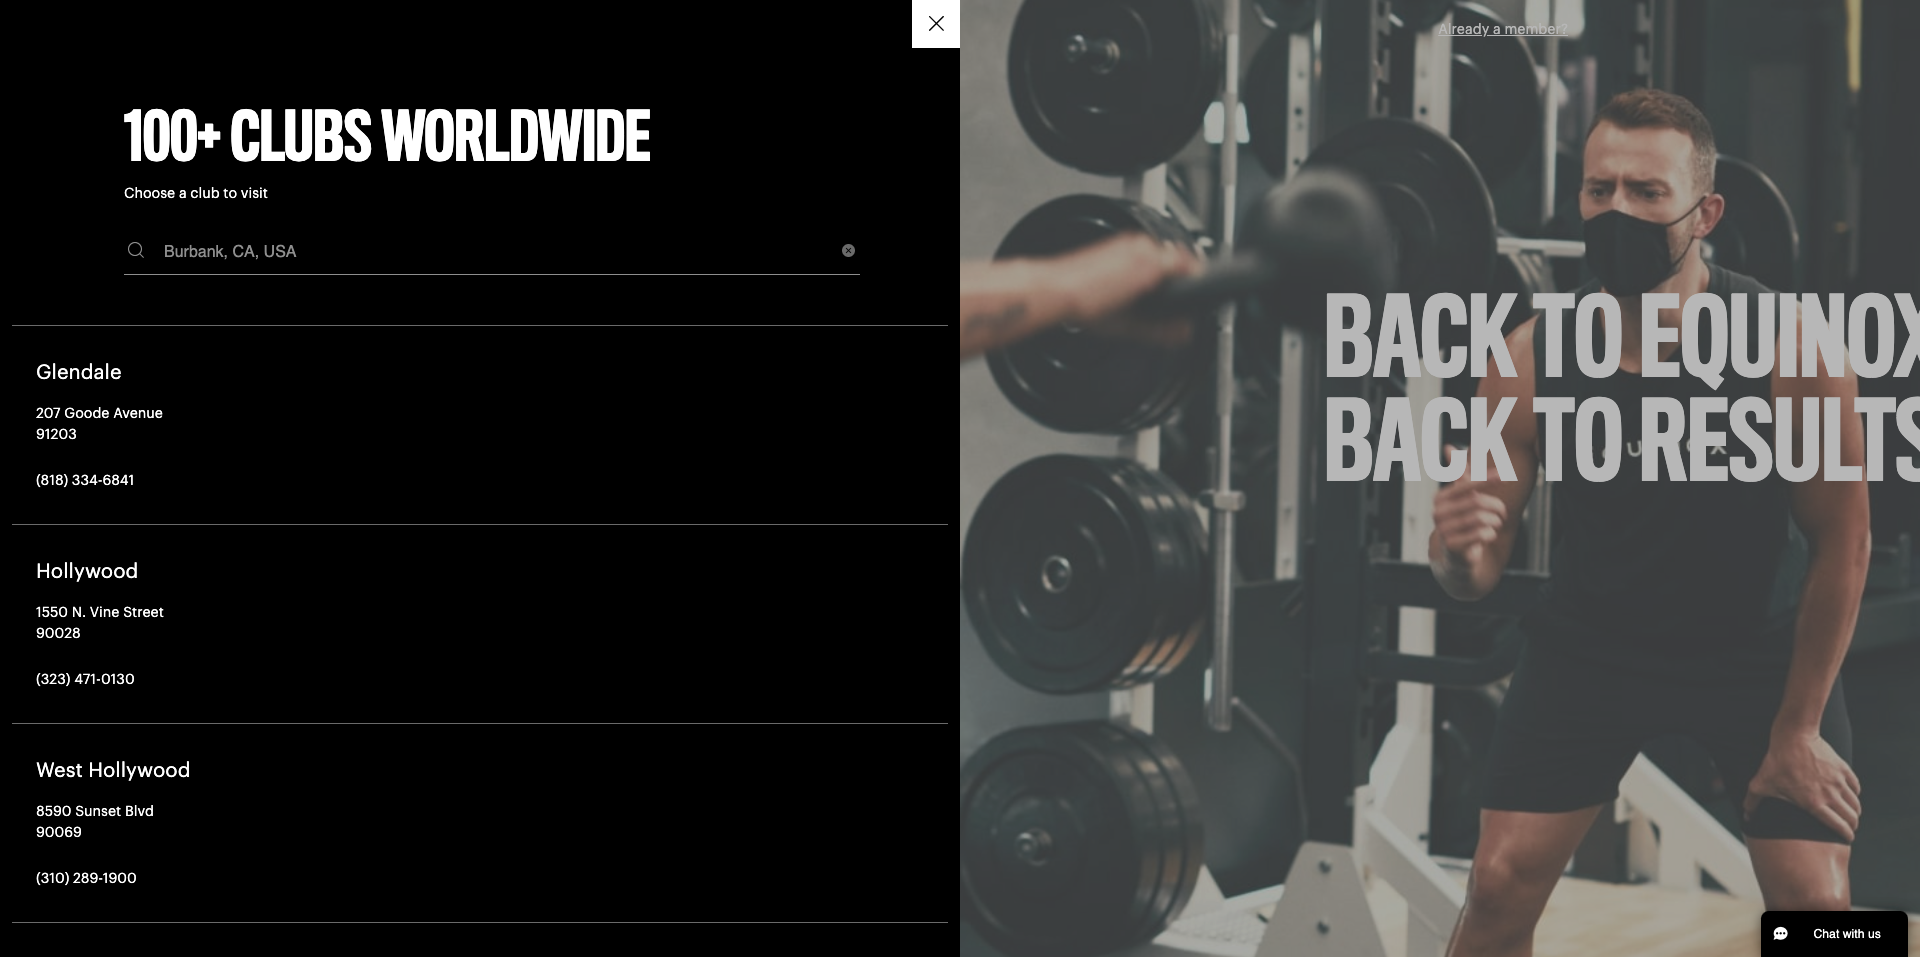 100+ CLUBS WORLDWIDE
Choose a club to visit
Burbank, CA, USA
Glendale
207 Goode Avenue
91203
(818) 334-6841
Hollywood
1550 N. Vine Street
90028
(323) 471-0130
West Hollywood
8590 Sunset Blvd
90069
(310) 289-1900
Already a member?
BACK TO EQUINOX
BACK TO RESULTS
Chat with us